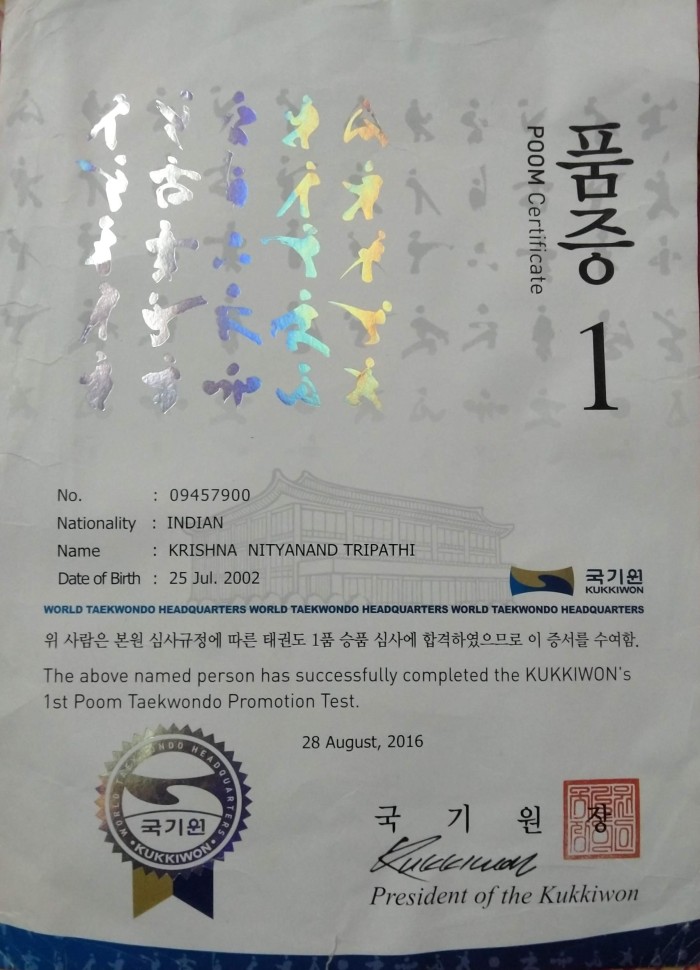 품증
POOM Certificate
1
No. : 09457900
Nationality : INDIAN
Name : KRISHNA NITYANAND TRIPATHI
Date of Birth : 25 Jul. 2002
국기원
KUKKIWON
WORLD TAEKWONDO HEADQUARTERS WORLD TAEKWONDO HEADQUARTERS WORLD TAEKWONDO HEADQUARTERS
위 사람은 본원 심사규정에 따른 태권도 1품 승품 심사에 합격하였으므로 이 증서를 수여함.
The above named person has successfully completed the KUKKIWON's
1st Poom Taekwondo Promotion Test.
28 August, 2016
WORLD TAEKWONDO HEADQUARTERS
국기원
• KUKKIWON •
국 기 원 장
Kukkiwon
President of the Kukkiwon